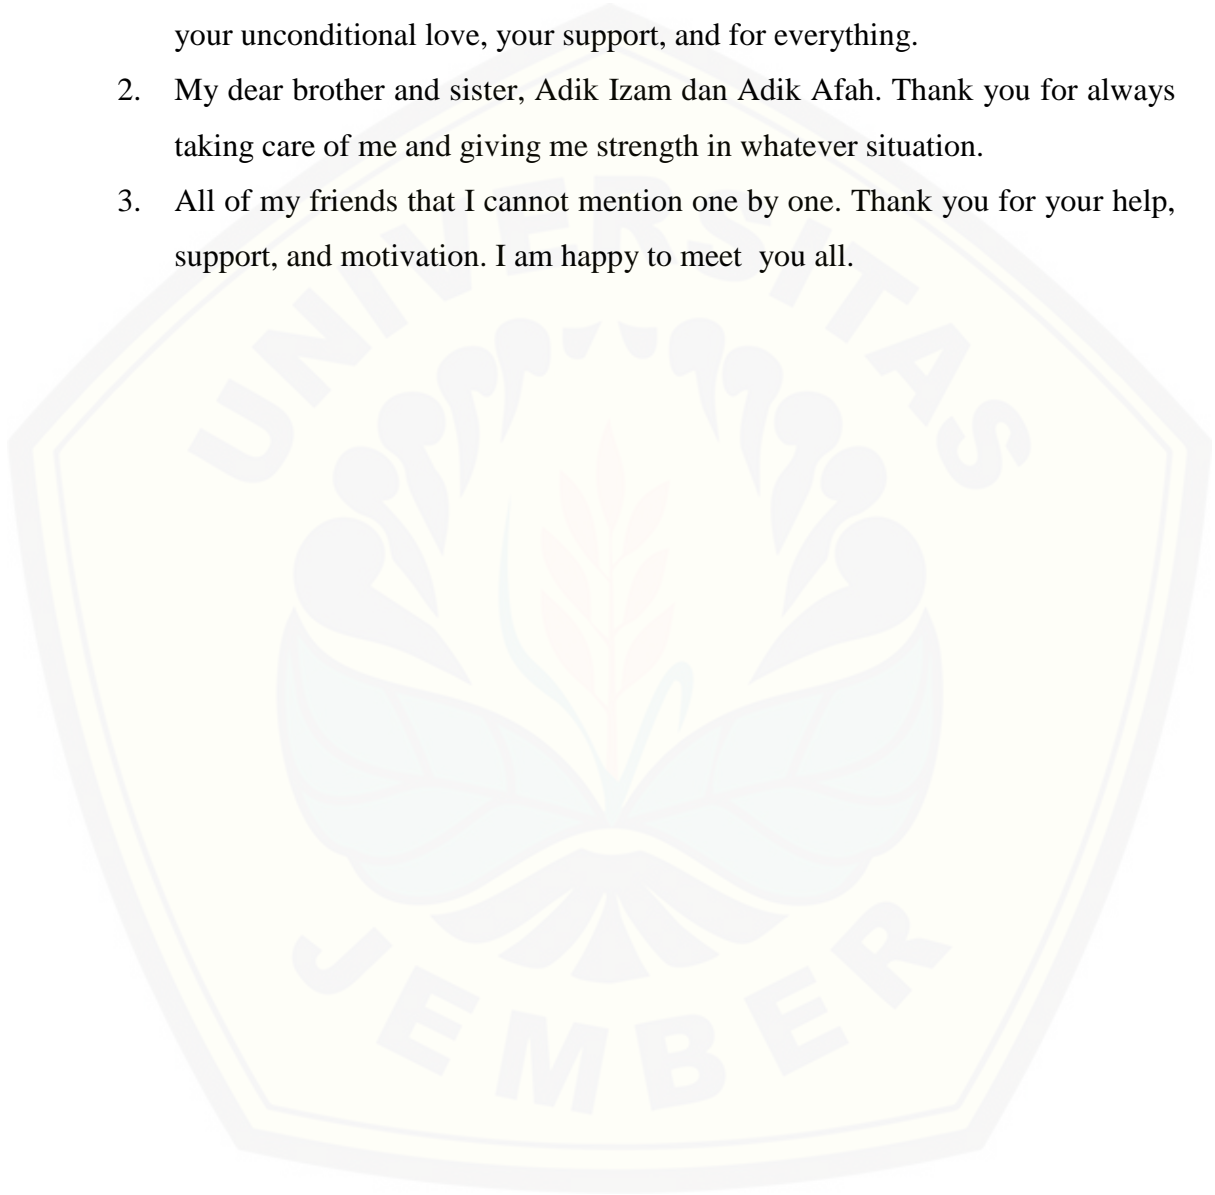 your unconditional love, your support, and for everything.
2. My dear brother and sister, Adik Izam dan Adik Afah. Thank you for always
taking care of me and giving me strength in whatever situation.
3. All of my friends that I cannot mention one by one. Thank you for your help,
support, and motivation. I am happy to meet  you all.
UNIVERSITAS
JEMBER